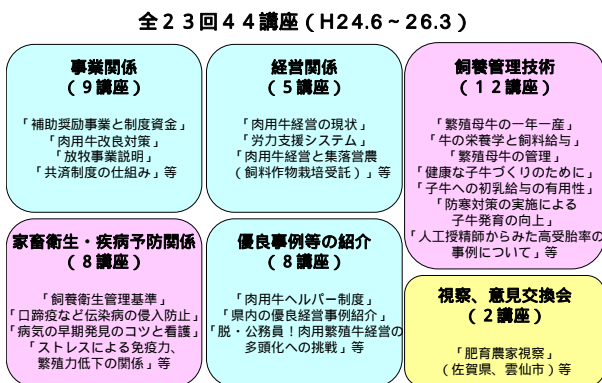 全２３回４４講座（H24.6～26.3）
事業関係
（９講座）
「補助奨励事業と制度資金」
「肉用牛改良対策」
「放牧事業説明」
「共済制度の仕組み」等
経営関係
（５講座）
「肉用牛経営の現状」
「労力支援システム」
「肉用牛経営と集落営農
（飼料作物栽培受託）」等
飼養管理技術
（１２講座）
「繁殖母牛の一年一産」
「牛の栄養学と飼料給与」
「繁殖母牛の管理」
「健康な子牛づくりのために」
「子牛への初乳給与の有用性」
「防寒対策の実施による
子牛発育の向上」
「人工授精師からみた高受胎率の
事例について」等
家畜衛生・疾病予防関係
（８講座）
「飼養衛生管理基準」
「口蹄疫など伝染病の侵入防止」
「病気の早期発見のコツと看護」
「ストレスによる免疫力、
繁殖力低下の関係」等
優良事例等の紹介
（８講座）
「肉用牛ヘルパー制度」
「県内の優良経営事例紹介」
「脱・公務員！肉用繁殖牛経営の
多頭化への挑戦」等
視察、意見交換会
（２講座）
「肥育農家視察」
（佐賀県、雲仙市）等